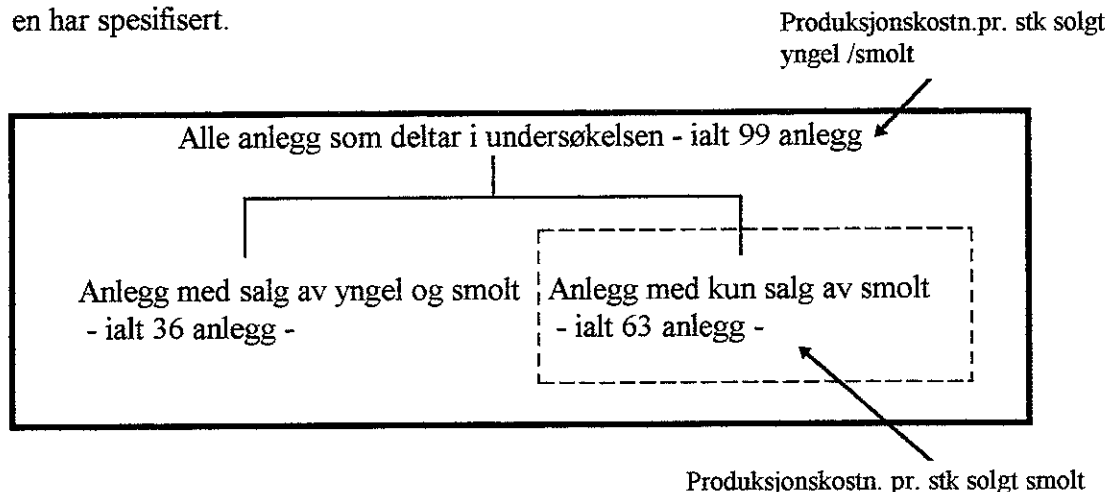 en har spesifisert.
Produksjonskostn.pr. stk solgt
yngel /smolt
Alle anlegg som deltar i undersøkelsen - ialt 99 anlegg
Anlegg med salg av yngel og smolt
- ialt 36 anlegg -
Anlegg med kun salg av smolt
- ialt 63 anlegg -
Produksjonskostn. pr. stk solgt smolt